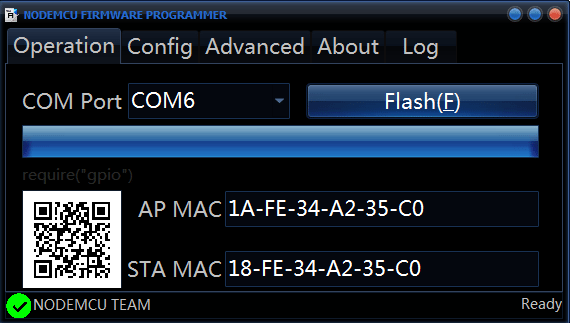 NODEMCU FIRMWARE PROGRAMMER
Operation Config Advanced About Log
COM Port COM6 Flash(F)
require("gpio")
AP MAC 1A-FE-34-A2-35-C0
STA MAC 18-FE-34-A2-35-C0
NODEMCU TEAM Ready